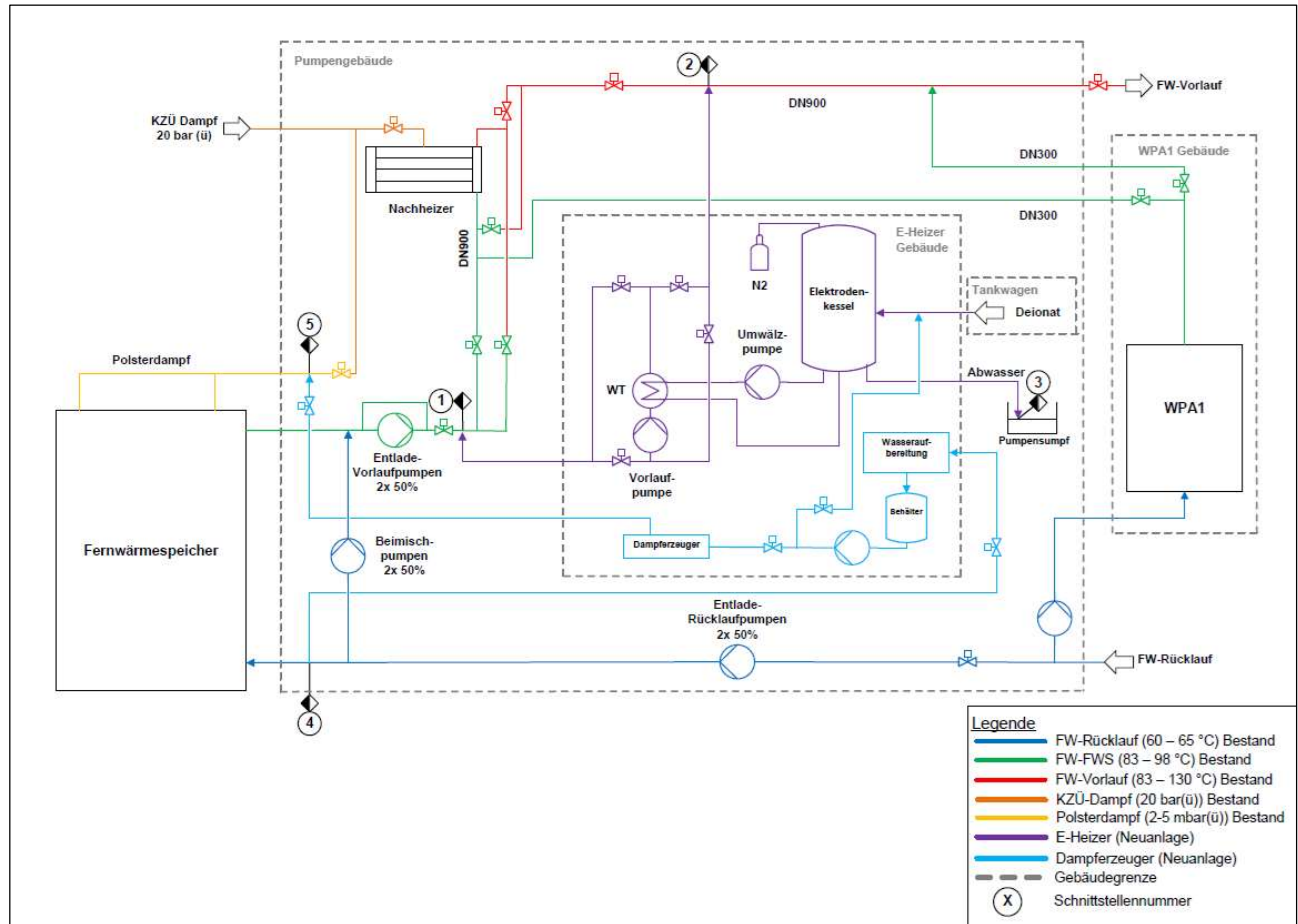 Pumpengebäude
2
FW-Vorlauf
DN900
KZÜ Dampf
20 bar (ü)
DN300
WPA1 Gebäude
Nachheizer
DN300
DN900
E-Heizer
Gebäude
N2
Elektroden-
kessel
Tankwagen
Deionat
5
Polsterdampf
Umwälz-
pumpe
Abwasser
1
WT
3
WPA1
Pumpensumpf
Entlade-
Vorlaufpumpen
2x 50%
Vorlauf-
pumpe
Wasserauf-
bereitung
Behälter
Fernwärmespeicher
Dampferzeuger
Beimisch-
pumpen
2x 50%
Entlade-
Rücklaufpumpen
2x 50%
FW-Rücklauf
4
Legende
FW-Rücklauf (60 – 65 °C) Bestand
FW-FWS (83 – 98 °C) Bestand
FW-Vorlauf (83 – 130 °C) Bestand
KZÜ-Dampf (20 bar(ü)) Bestand
Polsterdampf (2-5 mbar(ü)) Bestand
E-Heizer (Neuanlage)
Dampferzeuger (Neuanlage)
Gebäudegrenze
X Schnittstellennummer